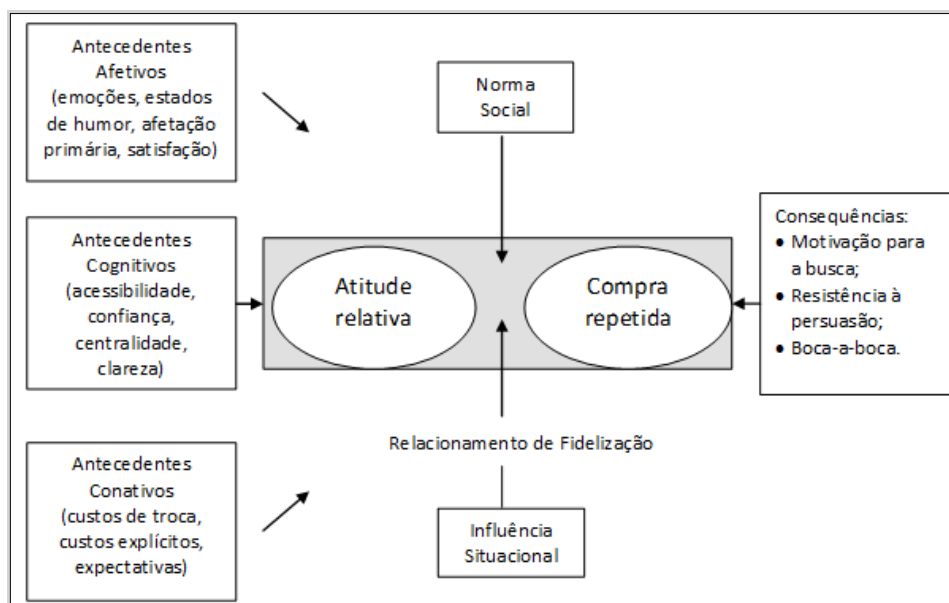 Antecedentes
Afetivos
(emoções, estados
de humor, afetação
primária, satisfação)
Norma
Social
Antecedentes
Cognitivos
(acessibilidade,
confiança,
centralidade,
clareza)
Atitude
relativa
Compra
repetida
Consequências:
• Motivação para
a busca;
• Resistência à
persuasão;
• Boca-a-boca.
Relacionamento de Fidelização
Antecedentes
Conativos
(custos de troca,
custos explícitos,
expectativas)
Influência
Situacional